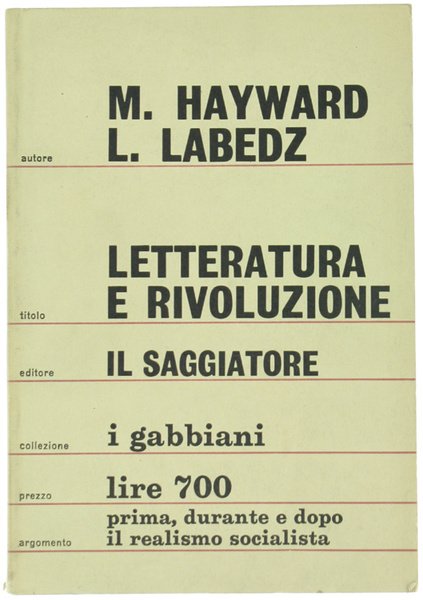 M. HAYWARD
autore L. LABEDZ
LETTERATURA
titolo E RIVOLUZIONE
editore IL SAGGIATORE
collezione i gabbiani
prezzo lire 700
prima, durante e dopo
argomento il realismo socialista